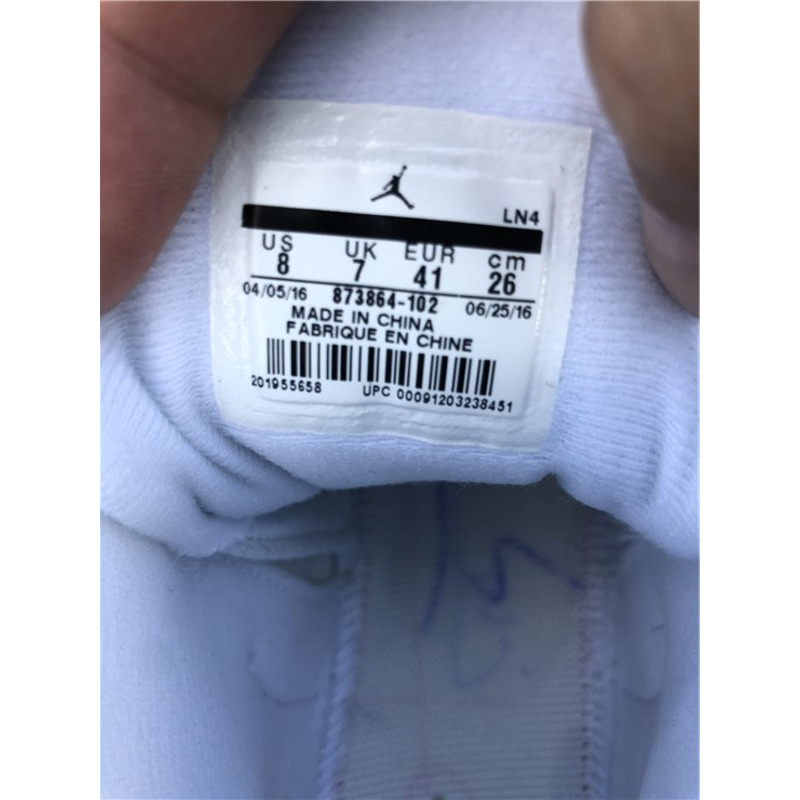 LN4
US UK EUR cm
8 7 41 26
04/05/16 873864-102 06/25/16
MADE IN CHINA
FABRIQUE EN CHINE
201955658 UPC 00091203238451